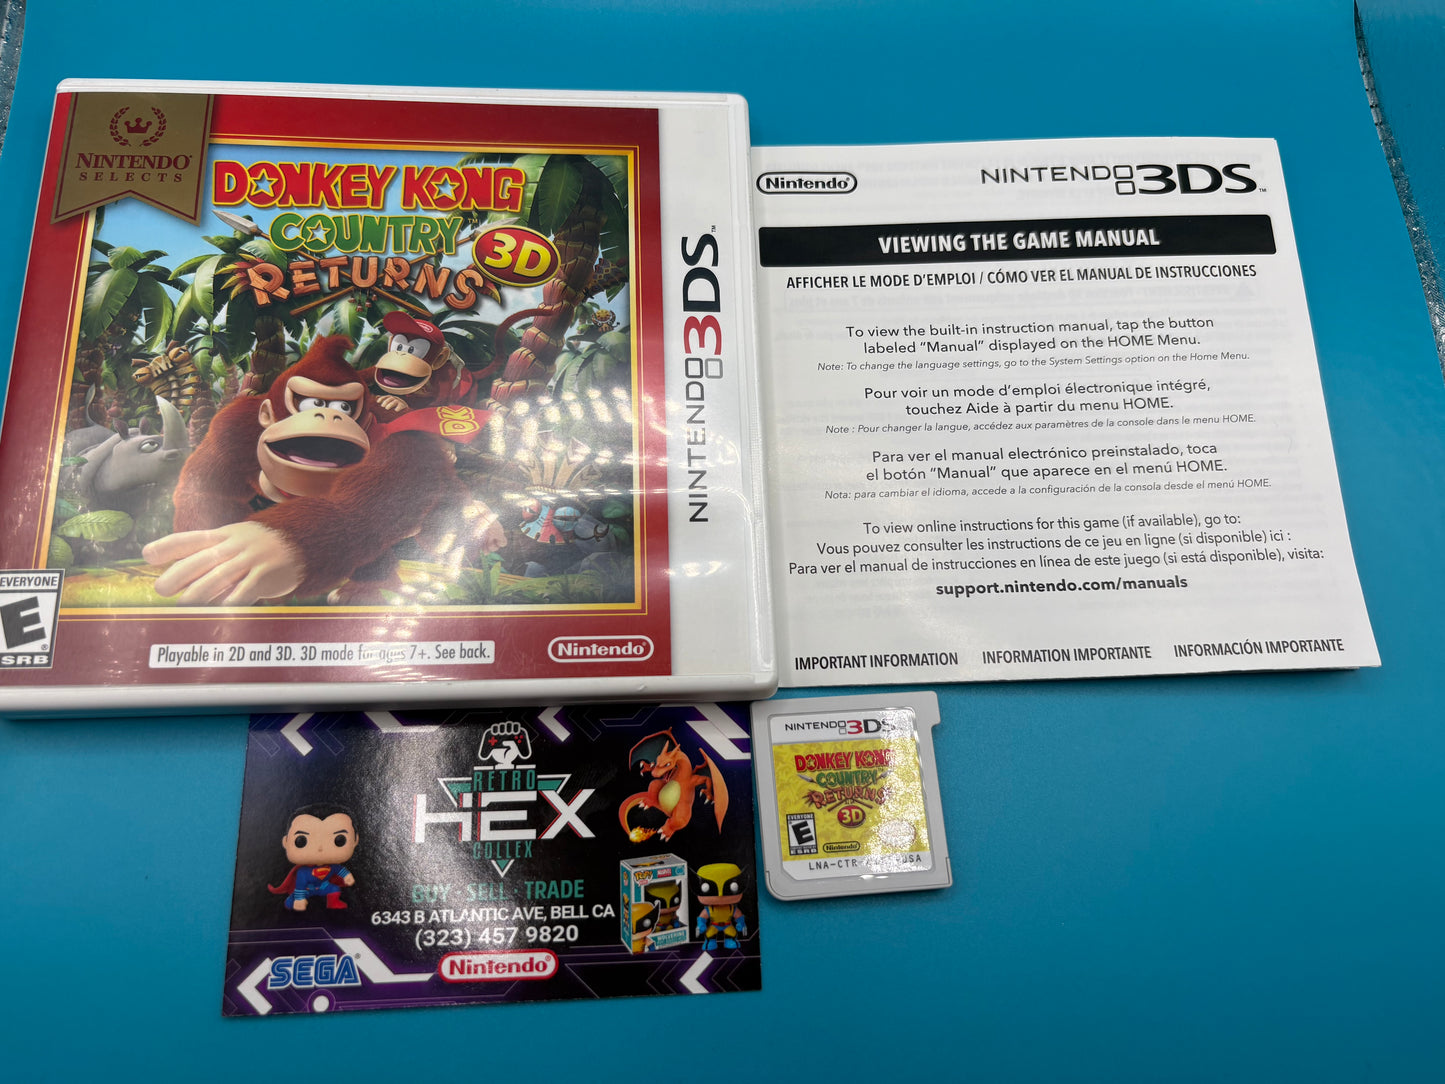 NINTENDO®
SELECTS
DONKEY KONG
COUNTRY™
RETURNS
3D
NINTENDO 3DS™
EVERYONE
E®
ESRB
Playable in 2D and 3D. 3D mode for ages 7+. See back.
Nintendo®
DK
Nintendo®
NINTENDO 3DS™
VIEWING THE GAME MANUAL
AFFICHER LE MODE D'EMPLOI / CÓMO VER EL MANUAL DE INSTRUCCIONES
To view the built-in instruction manual, tap the button
labeled “Manual” displayed on the HOME Menu.
Note: To change the language settings, go to the System Settings option on the Home Menu.
Pour voir un mode d’emploi électronique intégré,
touchez Aide à partir du menu HOME.
Note : Pour changer la langue, accédez aux paramètres de la console dans le menu HOME.
Para ver el manual electrónico preinstalado, toca
el botón “Manual” que aparece en el menú HOME.
Nota: para cambiar el idioma, accede a la configuración de la consola desde el menú HOME.
To view online instructions for this game (if available), go to:
Vous pouvez consulter les instructions de ce jeu en ligne (si disponible) ici :
Para ver el manual de instrucciones en línea de este juego (si está disponible), visita:
support.nintendo.com/manuals
IMPORTANT INFORMATION INFORMATION IMPORTANTE INFORMACIÓN IMPORTANTE
RETRO
HEX
COLLEX
BUY · SELL · TRADE
6343 B ATLANTIC AVE, BELL CA
(323) 457 9820
SEGA
Nintendo®
POP!
MARVEL
WOLVERINE
NINTENDO 3DS
DONKEY KONG
COUNTRY
RETURNS
3D
EVERYONE
E
ESRB
Nintendo
LNA-CTR- USA